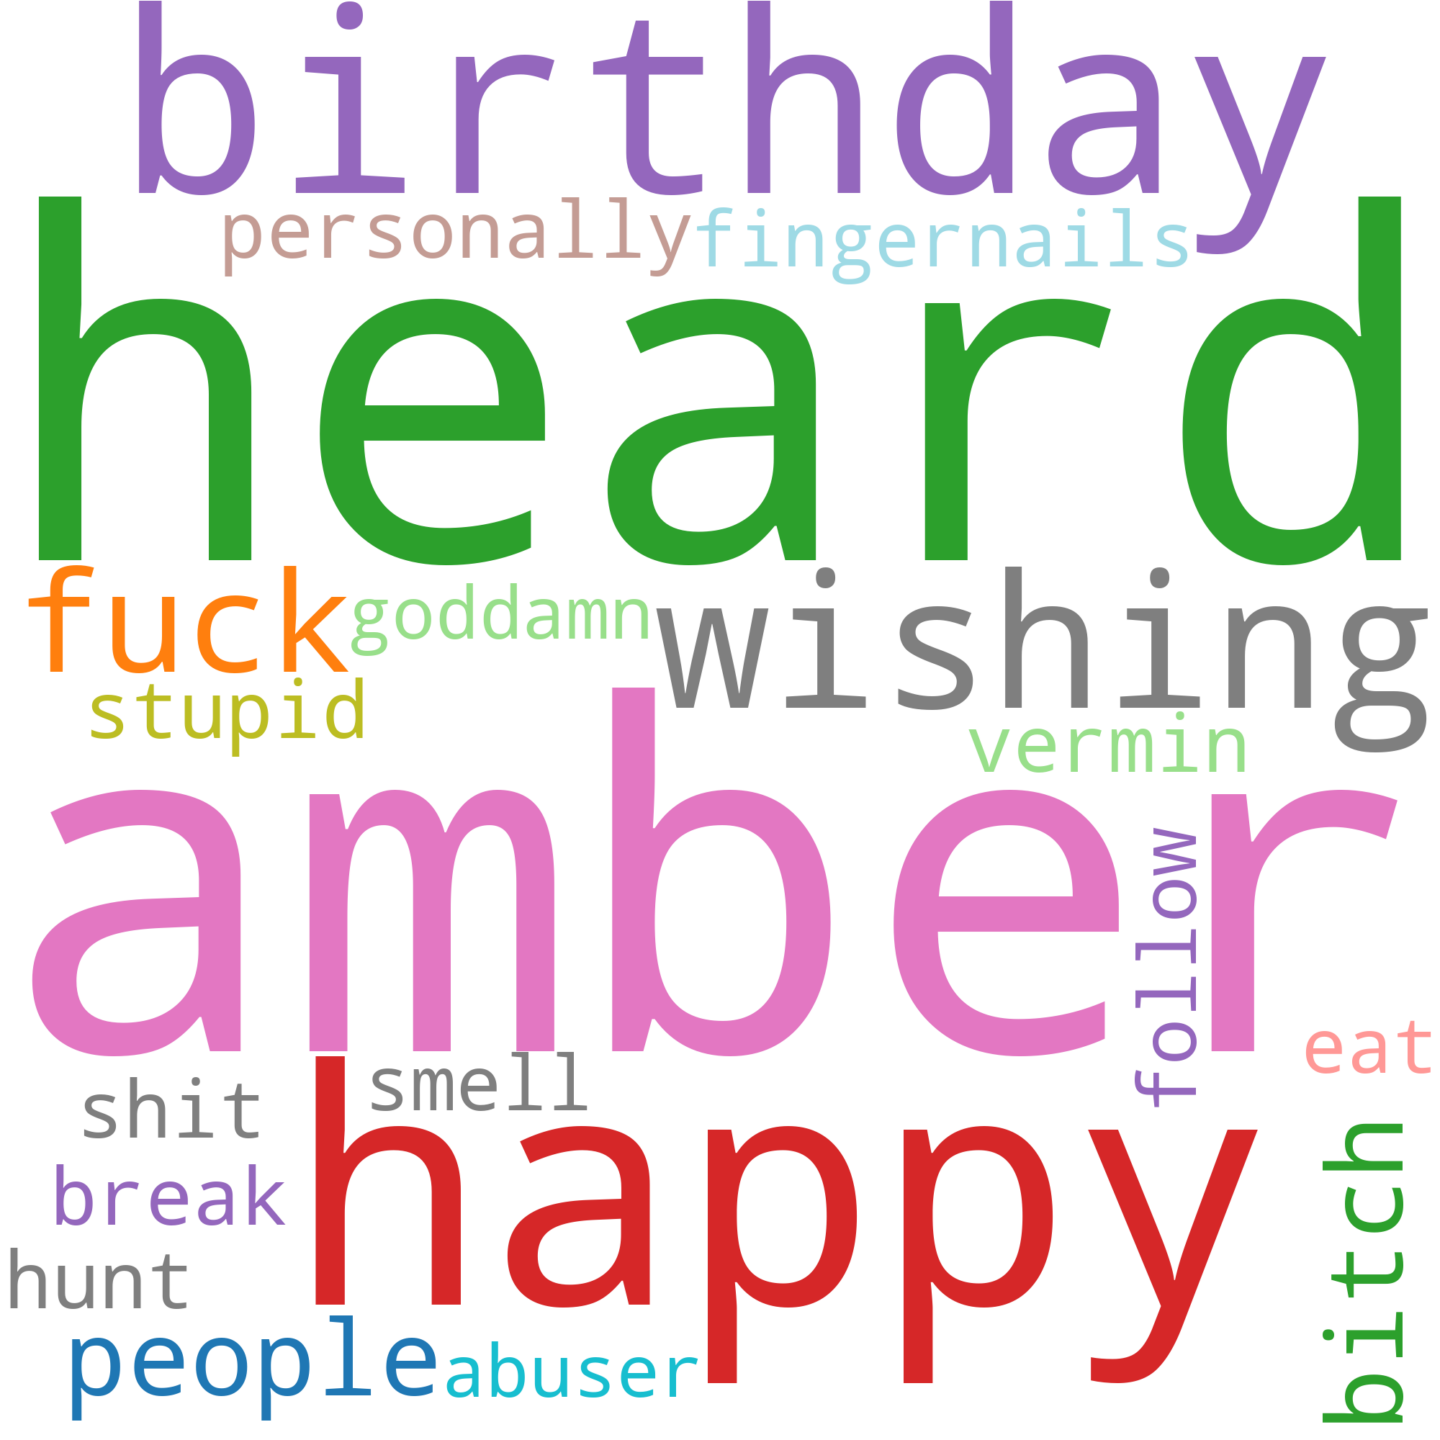 birthday
personally fingernails
heard
fuck goddamn wishing
stupid
vermin
amber
follow
eat
shit smell
happy
break
hunt
bitch
people abuser